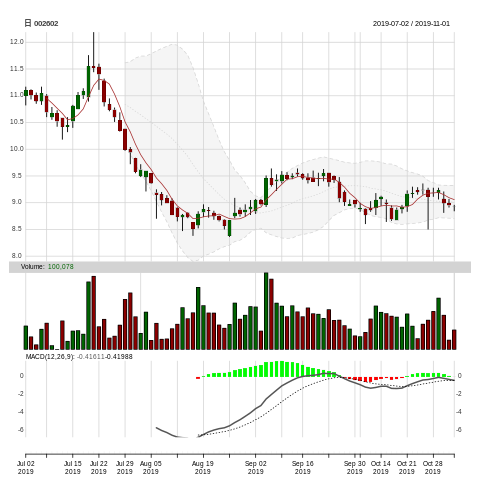 日 002602 2019-07-02 / 2019-11-01
12.0
11.5
11.0
10.5
10.0
9.5
9.0
8.5
8.0
Volume: 100,078
MACD(12,26,9): -0.41611-0.41988
0 0
-2 -2
-4 -4
-6 -6
Jul 02 Jul 15 Jul 22 Jul 29 Aug 05 Aug 19 Sep 02 Sep 16 Sep 30 Oct 14 Oct 21 Oct 28
2019 2019 2019 2019 2019 2019 2019 2019 2019 2019 2019 2019